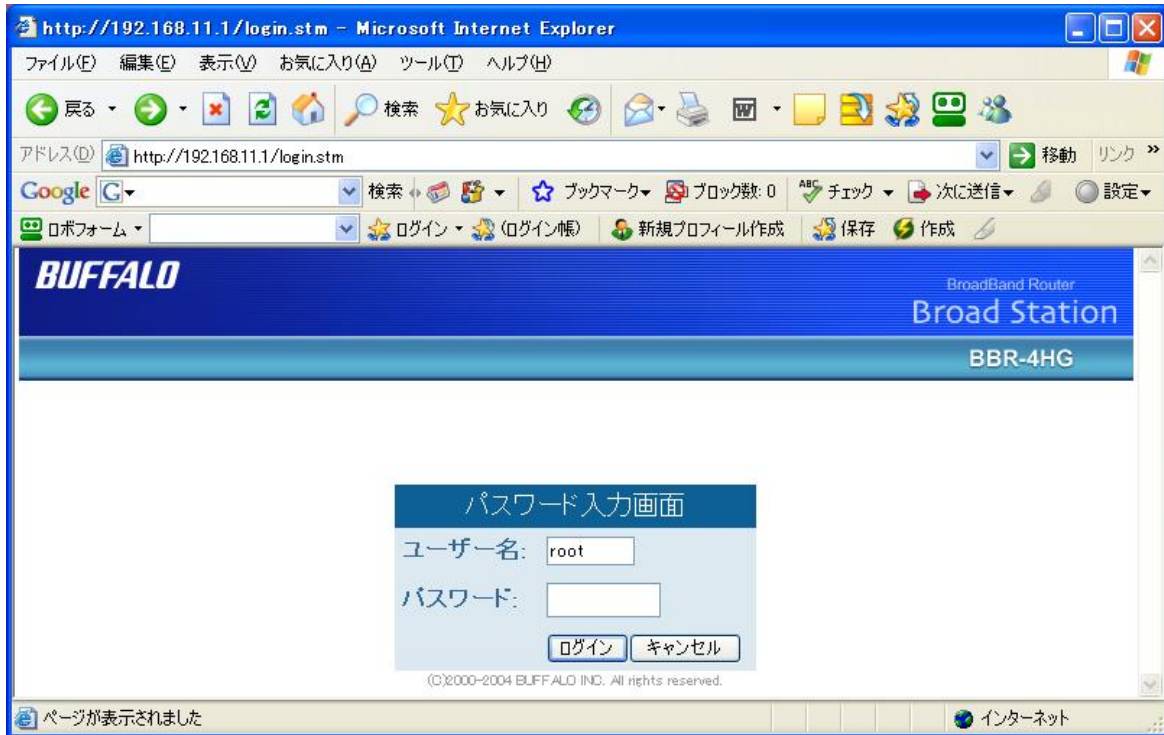 http://192.168.11.1/login.stm - Microsoft Internet Explorer
ファイル(F) 編集(E) 表示(V) お気に入り(A) ツール(T) ヘルプ(H)
戻る 検索 お気に入り
アドレス(D) http://192.168.11.1/login.stm 移動 リンク »
Google G 検索 ブックマーク ブロック数: 0 ABC チェック 次に送信 設定
ロボフォーム ログイン (ログイン帳) 新規プロフィール作成 保存 作成
BUFFALO
BroadBand Router
Broad Station
BBR-4HG
パスワード入力画面
ユーザー名: root
パスワード:
ログイン キャンセル
(C)2000-2004 BUFFALO INC. All rights reserved.
ページが表示されました インターネット